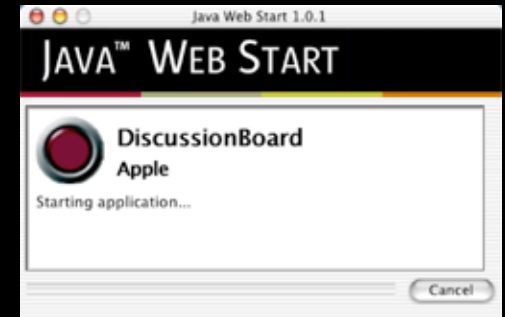 Java Web Start 1.0.1
JAVA™ WEB START
DiscussionBoard
Apple
Starting application...
Cancel